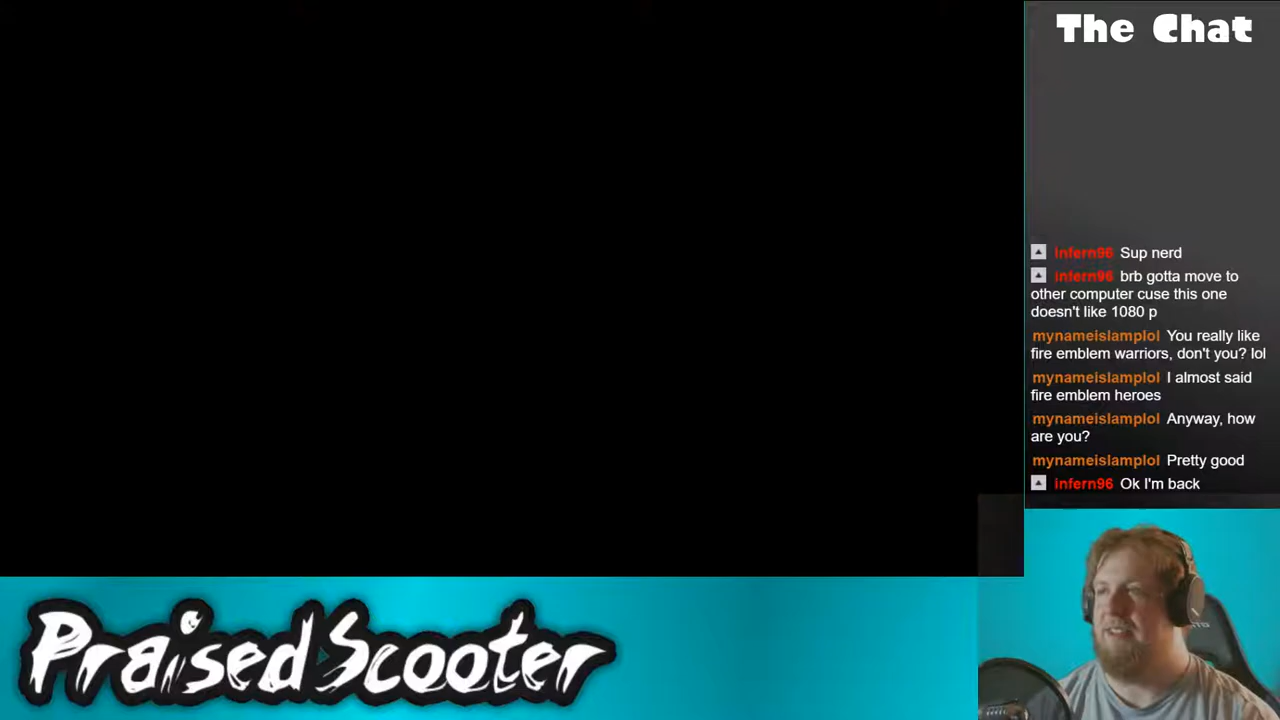 The Chat
infern96 Sup nerd
infern96 brb gotta move to
other computer cuse this one
doesn't like 1080 p
mynameislamplol You really like
fire emblem warriors, don't you? lol
mynameislamplol I almost said
fire emblem heroes
mynameislamplol Anyway, how
are you?
mynameislamplol Pretty good
infern96 Ok I'm back
PraisedScooter